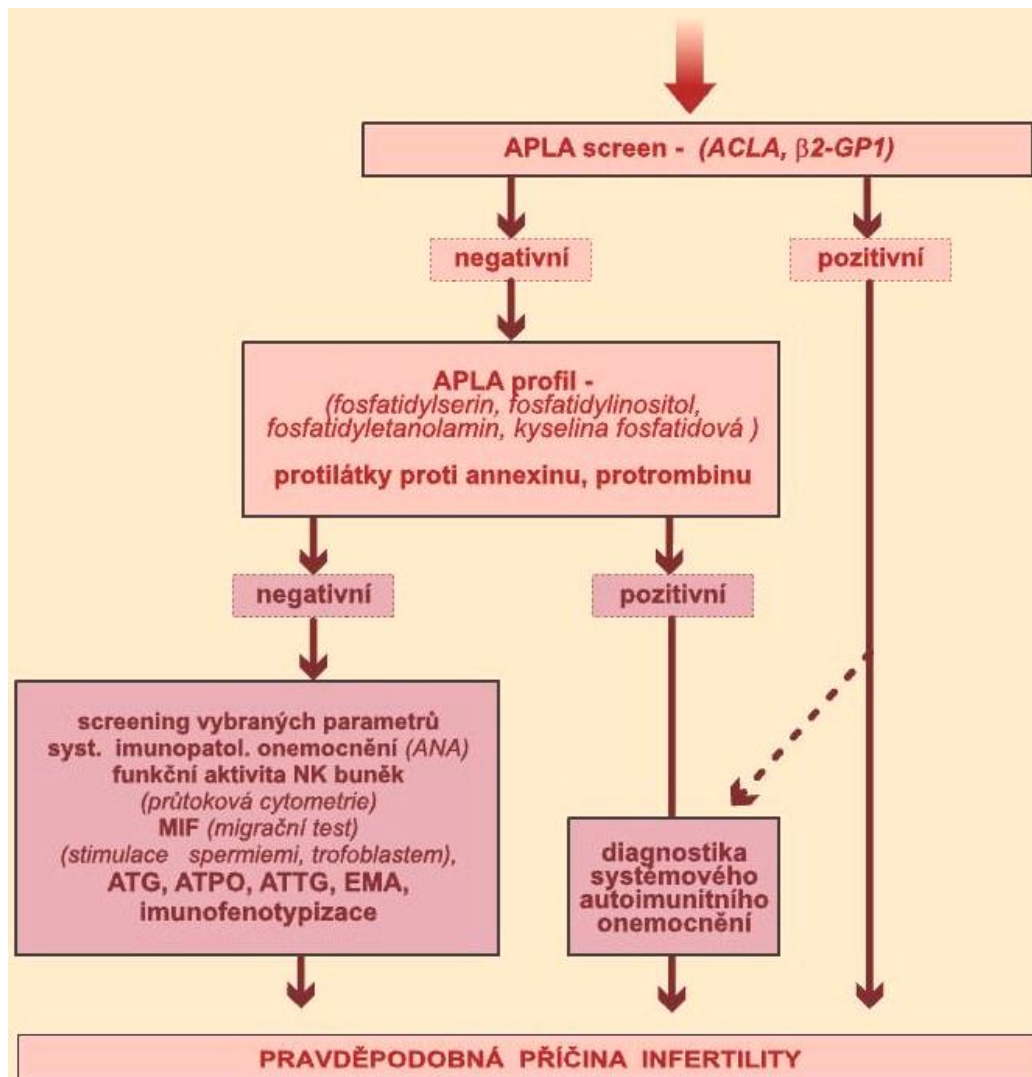 APLA screen - (ACLA, β2-GP1)
negativní
pozitivní
APLA profil -
(fosfatidylserin, fosfatidylinositol,
fosfatidyletanolamin, kyselina fosfatidová )
protilátky proti annexinu, protrombinu
negativní
pozitivní
screening vybraných parametrů
syst. imunopatol. onemocnění (ANA)
funkční aktivita NK buněk
(průtoková cytometrie)
MIF (migrační test)
(stimulace spermiemi, trofoblastem),
ATG, ATPO, ATTG, EMA,
imunofenotypizace
diagnostika
systémového
autoimunitního
onemocnění
PRAVDĚPODOBNÁ PŘÍČINA INFERTILITY